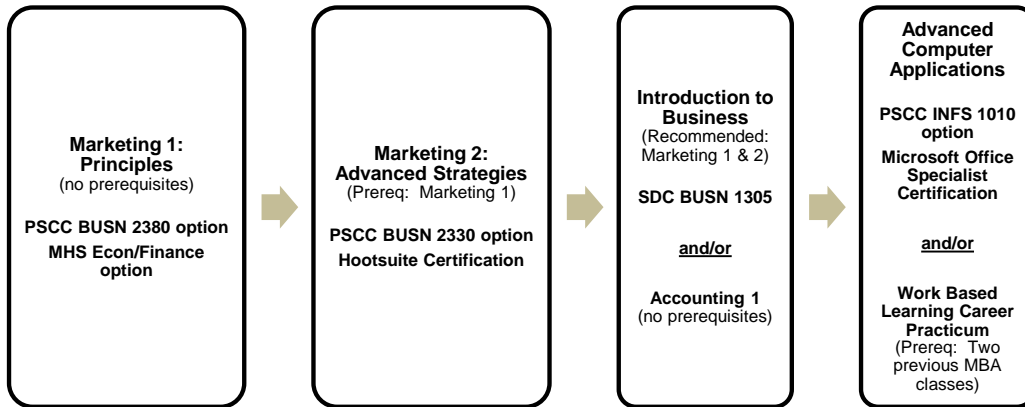 Marketing 1:
Principles
(no prerequisites)
PSCC BUSN 2380 option
MHS Econ/Finance
option
Marketing 2:
Advanced Strategies
(Prereq: Marketing 1)
PSCC BUSN 2330 option
Hootsuite Certification
Introduction to
Business
(Recommended:
Marketing 1 & 2)
SDC BUSN 1305
and/or
Accounting 1
(no prerequisites)
Advanced
Computer
Applications
PSCC INFS 1010
option
Microsoft Office
Specialist
Certification
and/or
Work Based
Learning Career
Practicum
(Prereq: Two
previous MBA
classes)